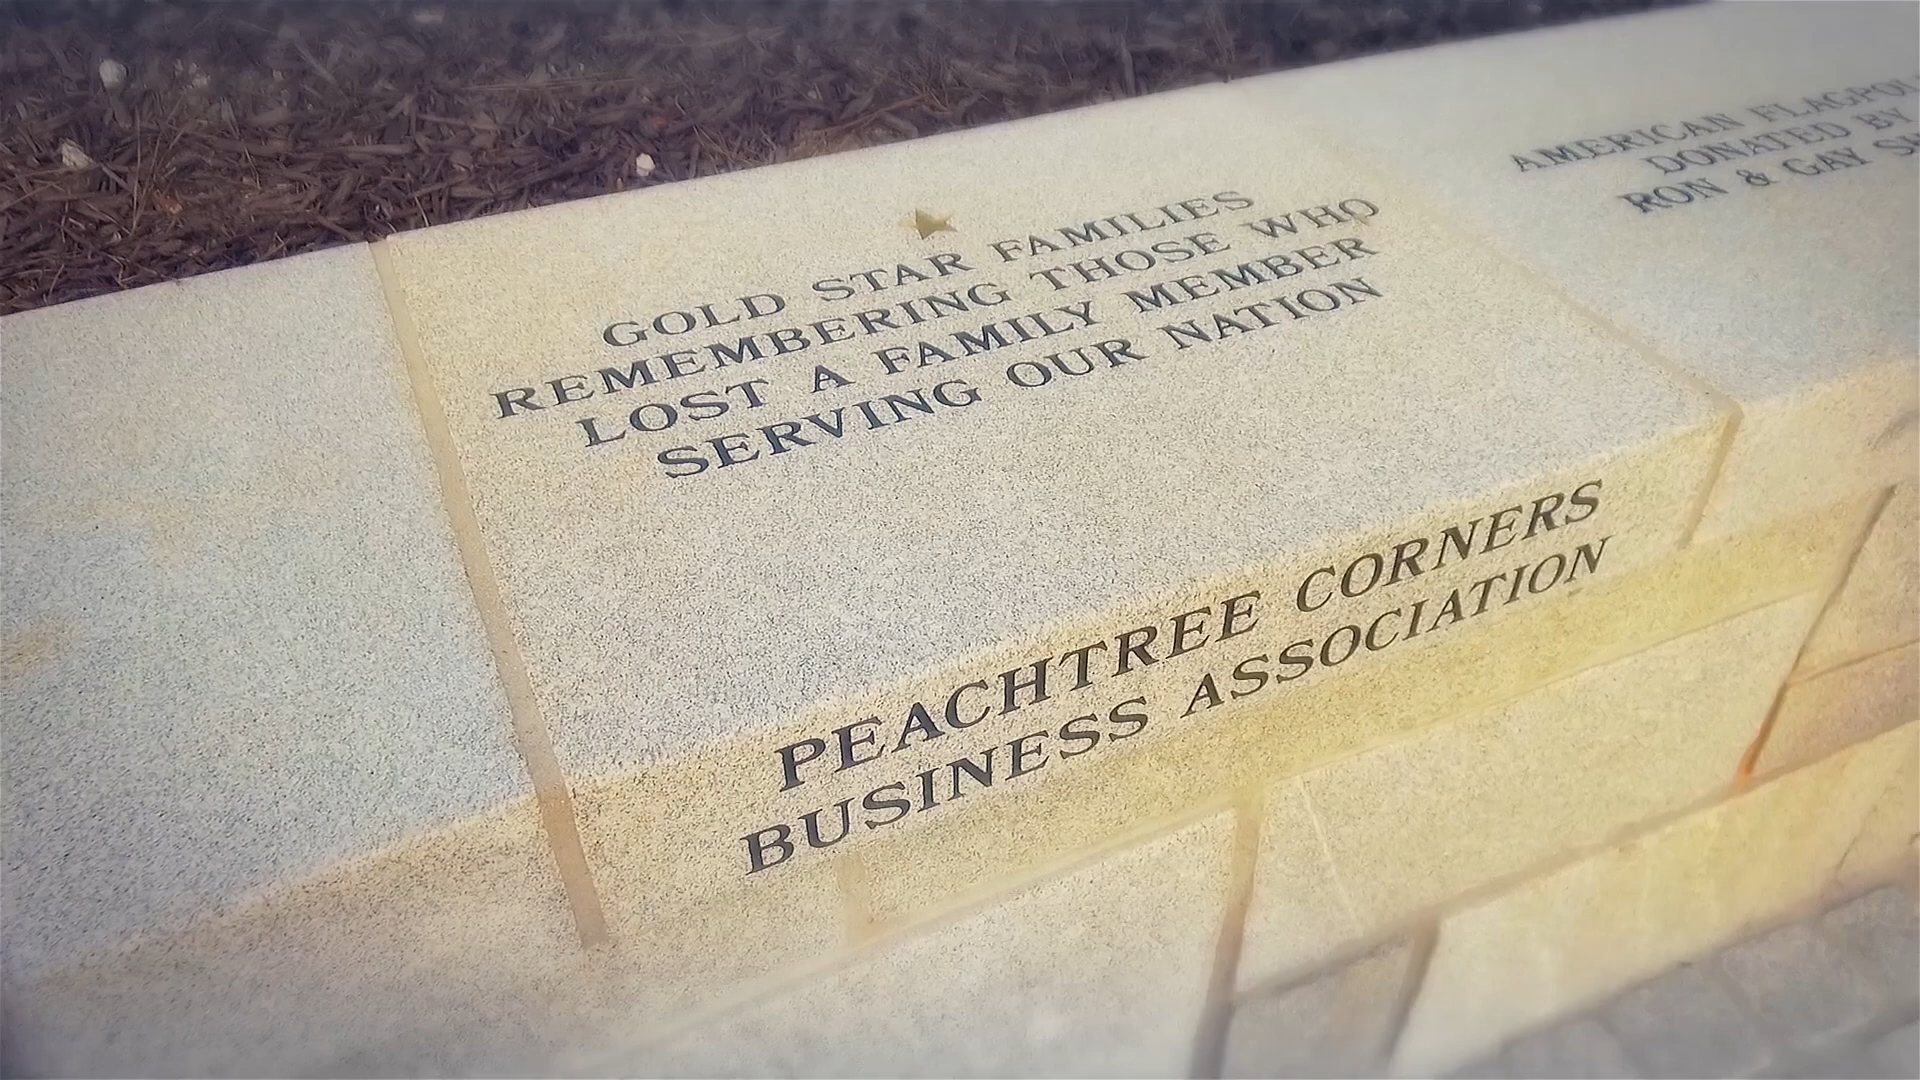 GOLD STAR FAMILIES
REMEMBERING THOSE WHO
LOST A FAMILY MEMBER
SERVING OUR NATION
PEACHTREE CORNERS
BUSINESS ASSOCIATION
AMERICAN
DONATED BY
RON & GAY